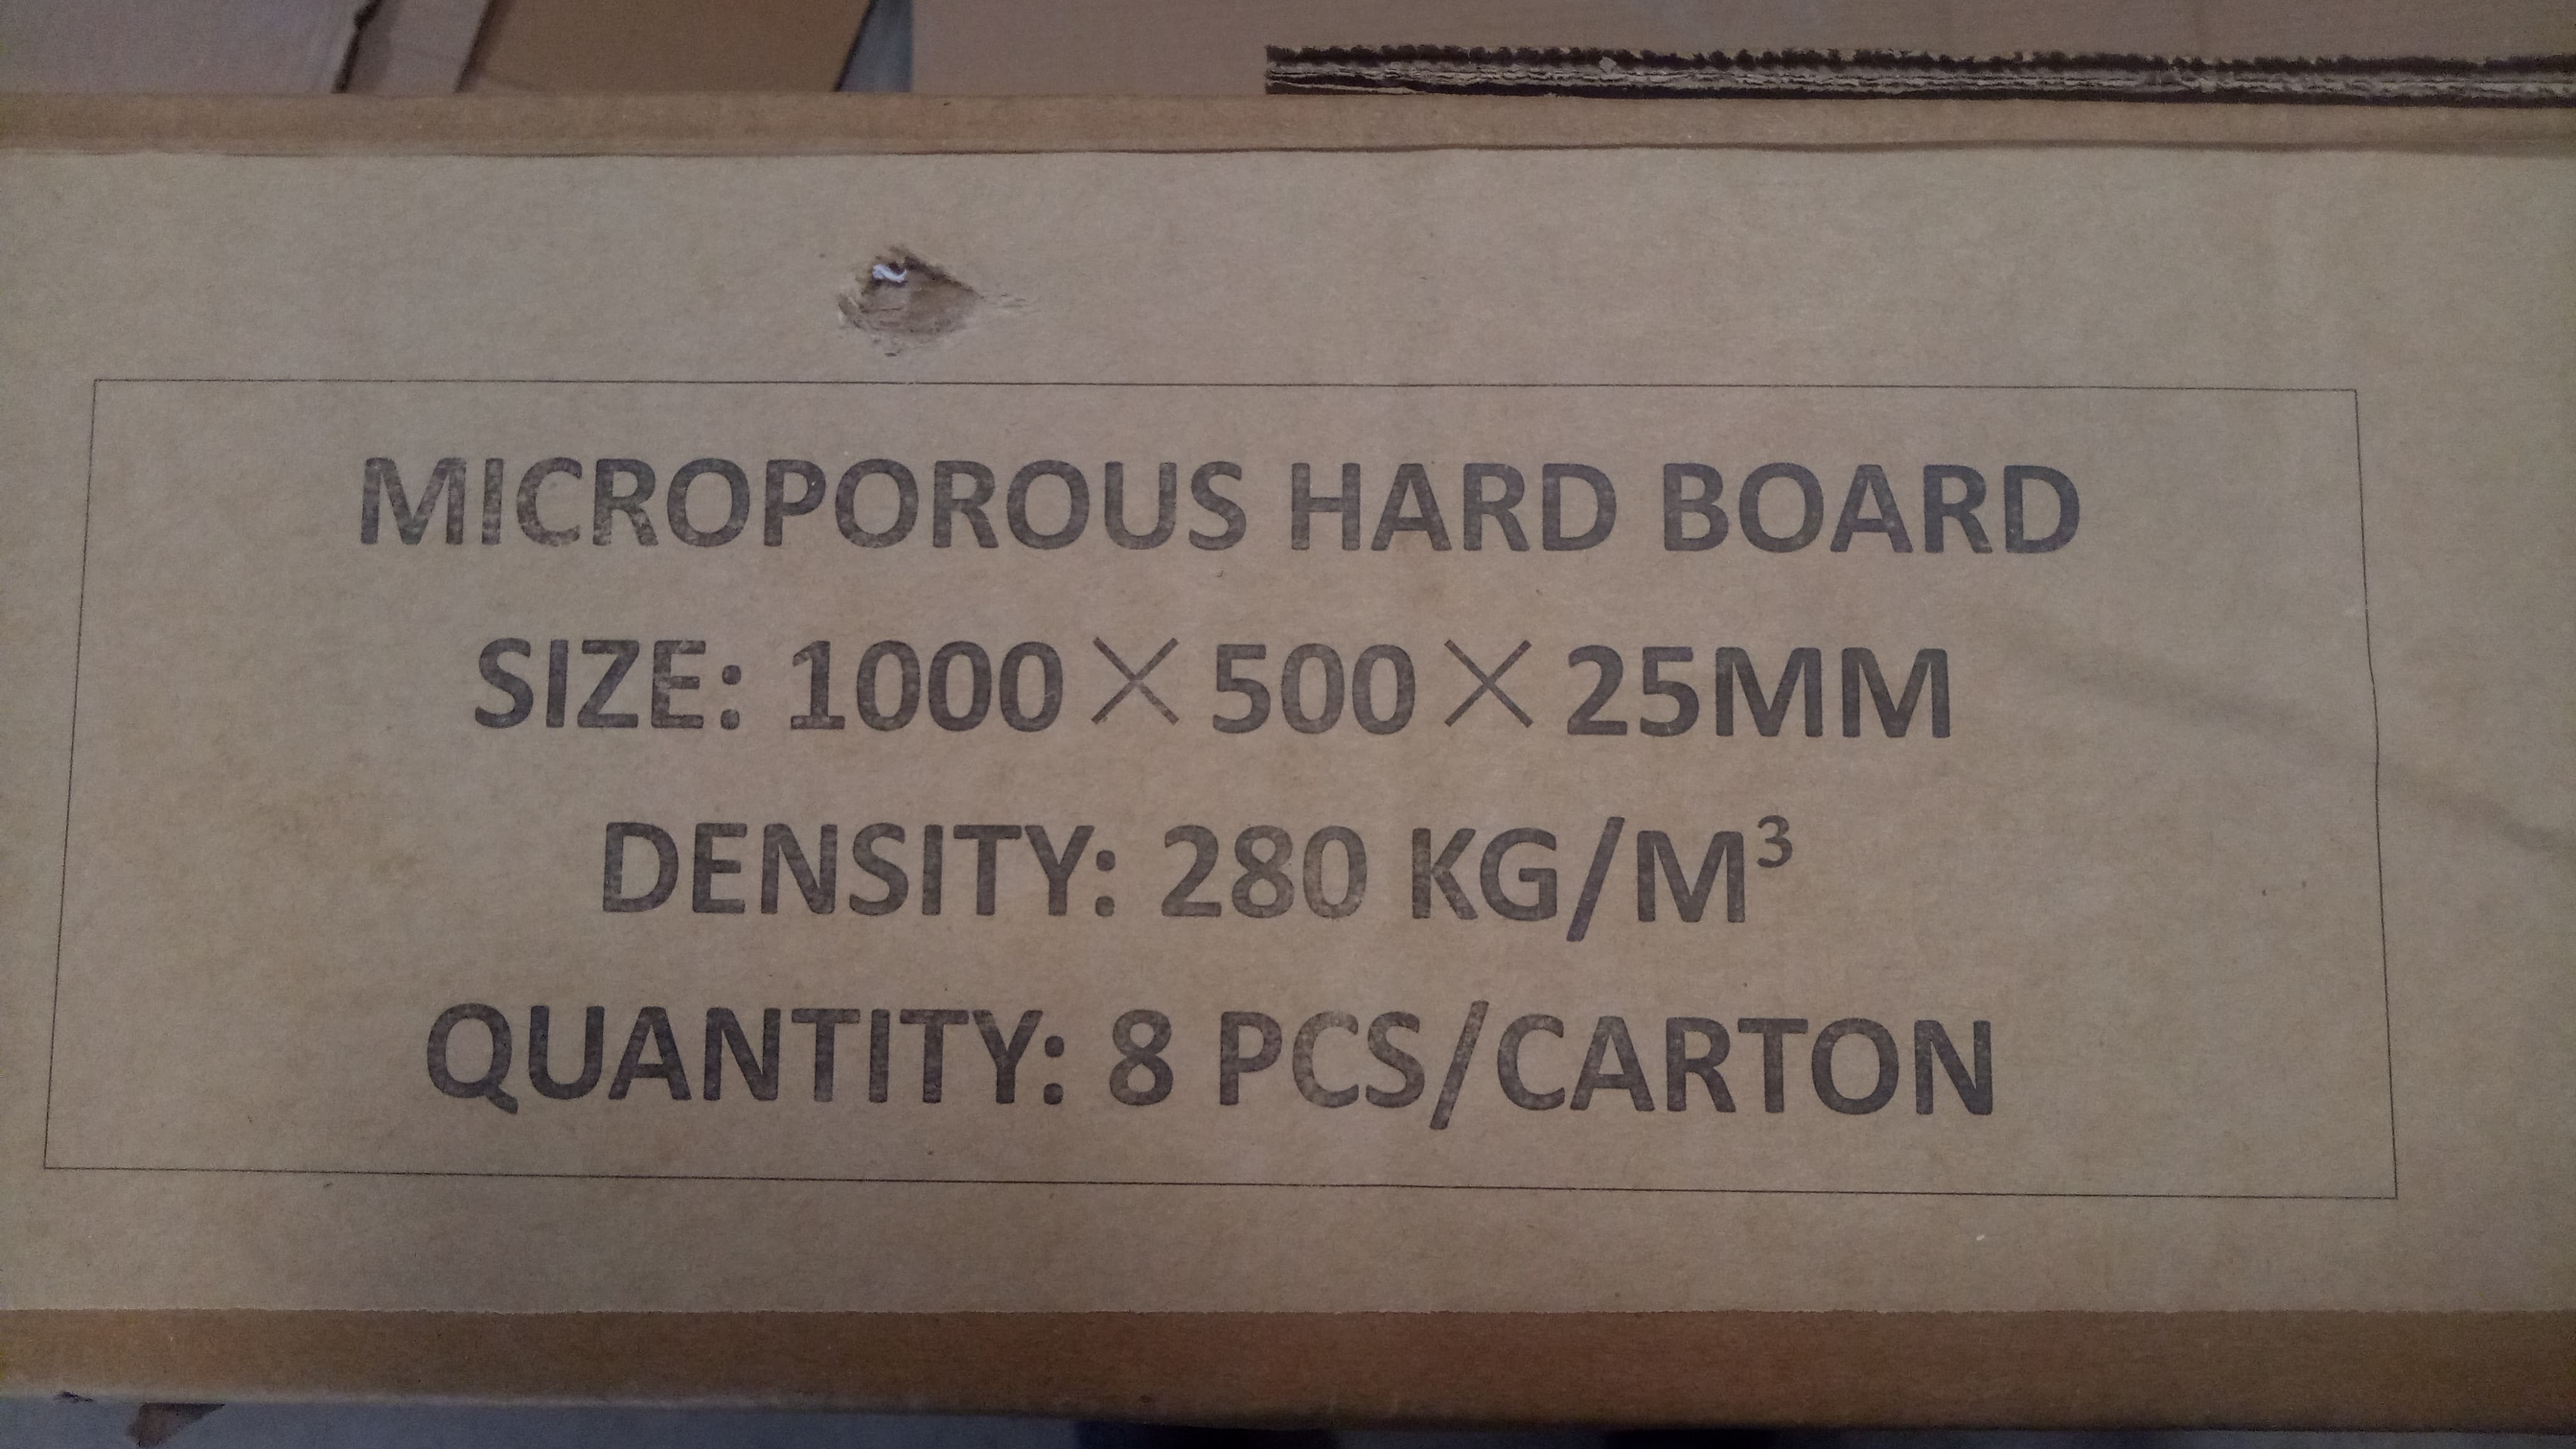 MICROPOROUS HARD BOARD
SIZE: 1000×500×25MM
DENSITY: 280 KG/M³
QUANTITY: 8 PCS/CARTON